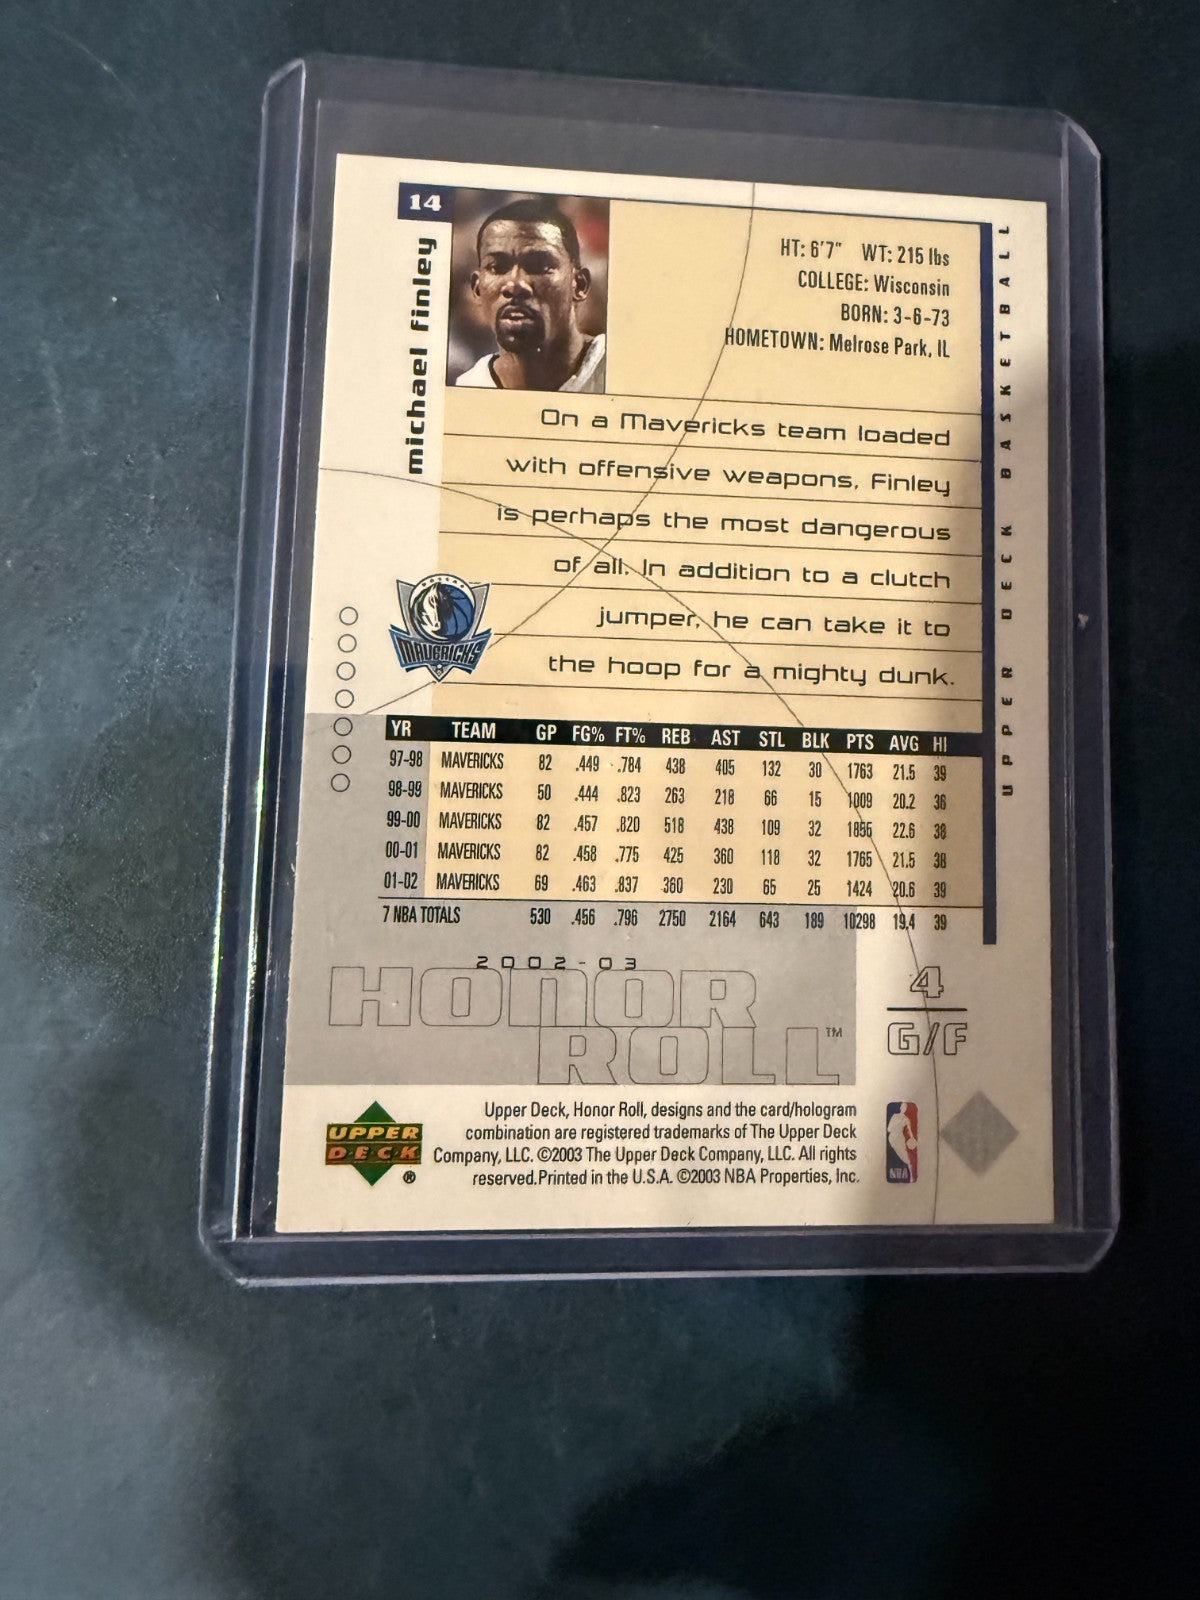 14
michael finley
HT: 6'7" WT: 215 lbs
COLLEGE: Wisconsin
BORN: 3-6-73
HOMETOWN: Melrose Park, IL
UPPER DECK BASKETBALL
On a Mavericks team loaded
with offensive weapons, Finley
is perhaps the most dangerous
of all. In addition to a clutch
jumper, he can take it to
the hoop for a mighty dunk.
DALLAS
MAVERICKS
YR TEAM GP FG% FT% REB AST STL BLK PTS AVG HI
97-98 MAVERICKS 82 .449 .784 438 405 132 30 1763 21.5 39
98-99 MAVERICKS 50 .444 .823 263 218 66 15 1009 20.2 36
99-00 MAVERICKS 82 .457 .820 518 438 109 32 1855 22.6 38
00-01 MAVERICKS 82 .458 .775 425 360 118 32 1765 21.5 38
01-02 MAVERICKS 69 .463 .837 360 230 65 25 1424 20.6 39
7 NBA TOTALS 530 .456 .796 2750 2164 643 189 10298 19.4 39
2002-03
HONOR
ROLL™
4
G/F
UPPER
DECK
®
Upper Deck, Honor Roll, designs and the card/hologram
combination are registered trademarks of The Upper Deck
Company, LLC. ©2003 The Upper Deck Company, LLC. All rights
reserved.Printed in the U.S.A. ©2003 NBA Properties, Inc.
NBA